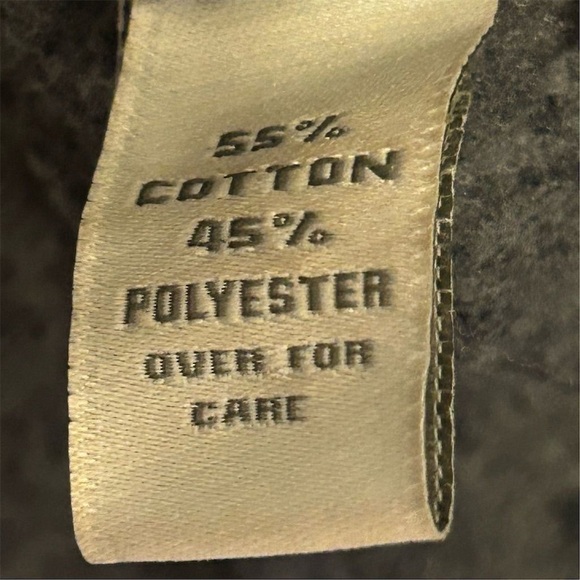 55%
COTTON
45%
POLYESTER
OVER FOR
CARE